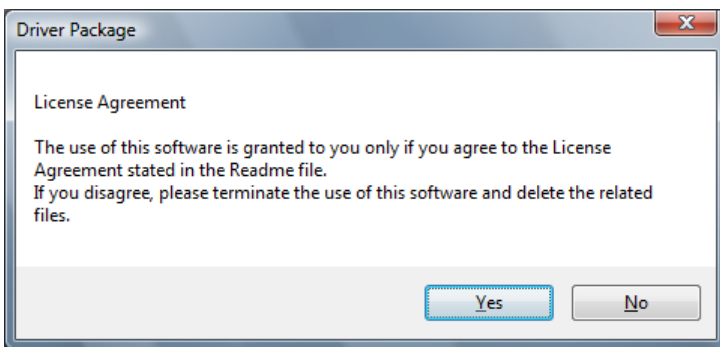 Driver Package
License Agreement
The use of this software is granted to you only if you agree to the License
Agreement stated in the Readme file.
If you disagree, please terminate the use of this software and delete the related
files.
Yes
No